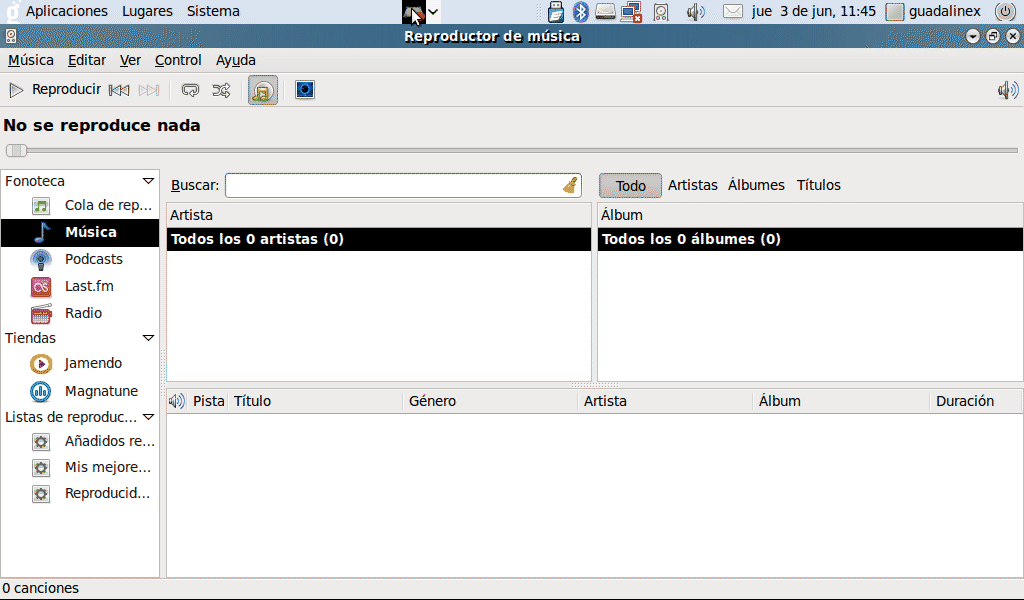 Aplicaciones Lugares Sistema jue 3 de jun, 11:45 guadalinex
Reproductor de música
Música Editar Ver Control Ayuda
Reproducir
No se reproduce nada
Fonoteca
Cola de rep...
Música
Podcasts
Last.fm
Radio
Tiendas
Jamendo
Magnatune
Listas de reproduc...
Añadidos re...
Mis mejore...
Reproducid...
Buscar: Todo Artistas Álbumes Títulos
Artista Álbum
Todos los 0 artistas (0) Todos los 0 álbumes (0)
Pista Título Género Artista Álbum Duración
0 canciones